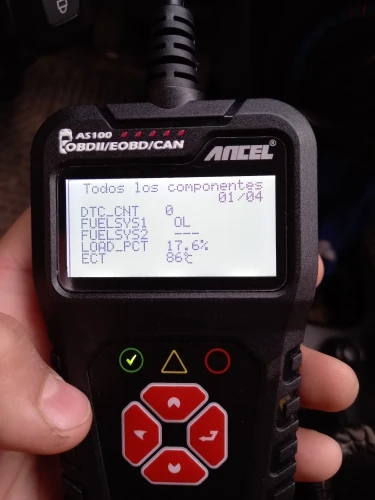 AS100
OBDII/EOBD/CAN
ANCEL®
Todos los componentes
01/04
DTC_CNT 0
FUELSYS1 OL
FUELSYS2 ---
LOAD_PCT 17.6%
ECT 86℃